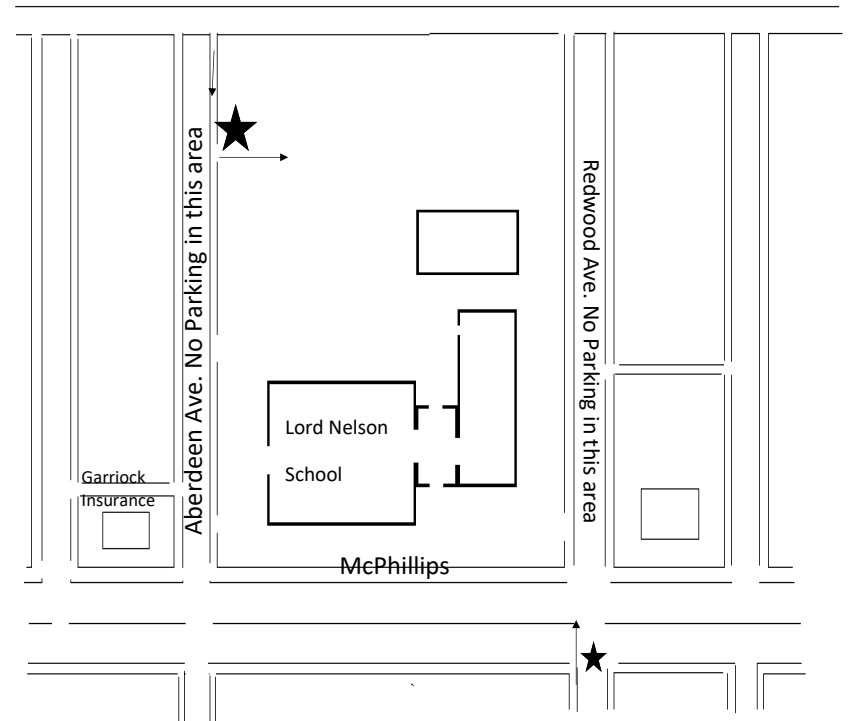 Aberdeen Ave. No Parking in this area
Redwood Ave. No Parking in this area
Lord Nelson
School
Garriock
Insurance
McPhillips